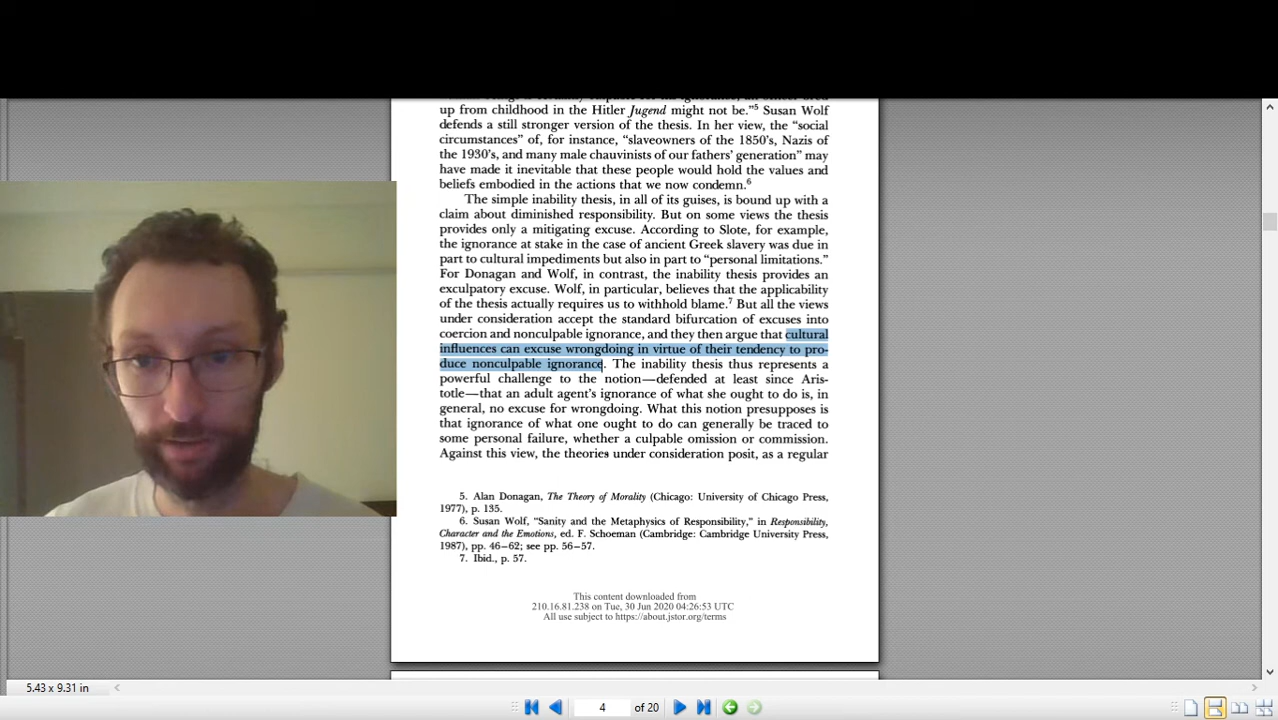 up from childhood in the Hitler Jugend might not be."5 Susan Wolf
defends a still stronger version of the thesis. In her view, the "social
circumstances" of, for instance, "slaveowners of the 1850's, Nazis of
the 1930's, and many male chauvinists of our fathers' generation" may
have made it inevitable that these people would hold the values and
beliefs embodied in the actions that we now condemn.6
The simple inability thesis, in all of its guises, is bound up with a
claim about diminished responsibility. But on some views the thesis
provides only a mitigating excuse. According to Slote, for example,
the ignorance at stake in the case of ancient Greek slavery was due in
part to cultural impediments but also in part to "personal limitations."
For Donagan and Wolf, in contrast, the inability thesis provides an
exculpatory excuse. Wolf, in particular, believes that the applicability
of the thesis actually requires us to withhold blame.7 But all the views
under consideration accept the standard bifurcation of excuses into
coercion and nonculpable ignorance, and they then argue that cultural
influences can excuse wrongdoing in virtue of their tendency to pro-
duce nonculpable ignorance. The inability thesis thus represents a
powerful challenge to the notion—defended at least since Aris-
totle—that an adult agent's ignorance of what she ought to do is, in
general, no excuse for wrongdoing. What this notion presupposes is
that ignorance of what one ought to do can generally be traced to
some personal failure, whether a culpable omission or commission.
Against this view, the theories under consideration posit, as a regular
5. Alan Donagan, The Theory of Morality (Chicago: University of Chicago Press,
1977), p. 135.
6. Susan Wolf, "Sanity and the Metaphysics of Responsibility," in Responsibility,
Character and the Emotions, ed. F. Schoeman (Cambridge: Cambridge University Press,
1987), pp. 46–62; see pp. 56–57.
7. Ibid., p. 57.
This content downloaded from
210.16.81.238 on Tue, 30 Jun 2020 04:26:53 UTC
All use subject to https://about.jstor.org/terms
5.43 x 9.31 in
4 of 20